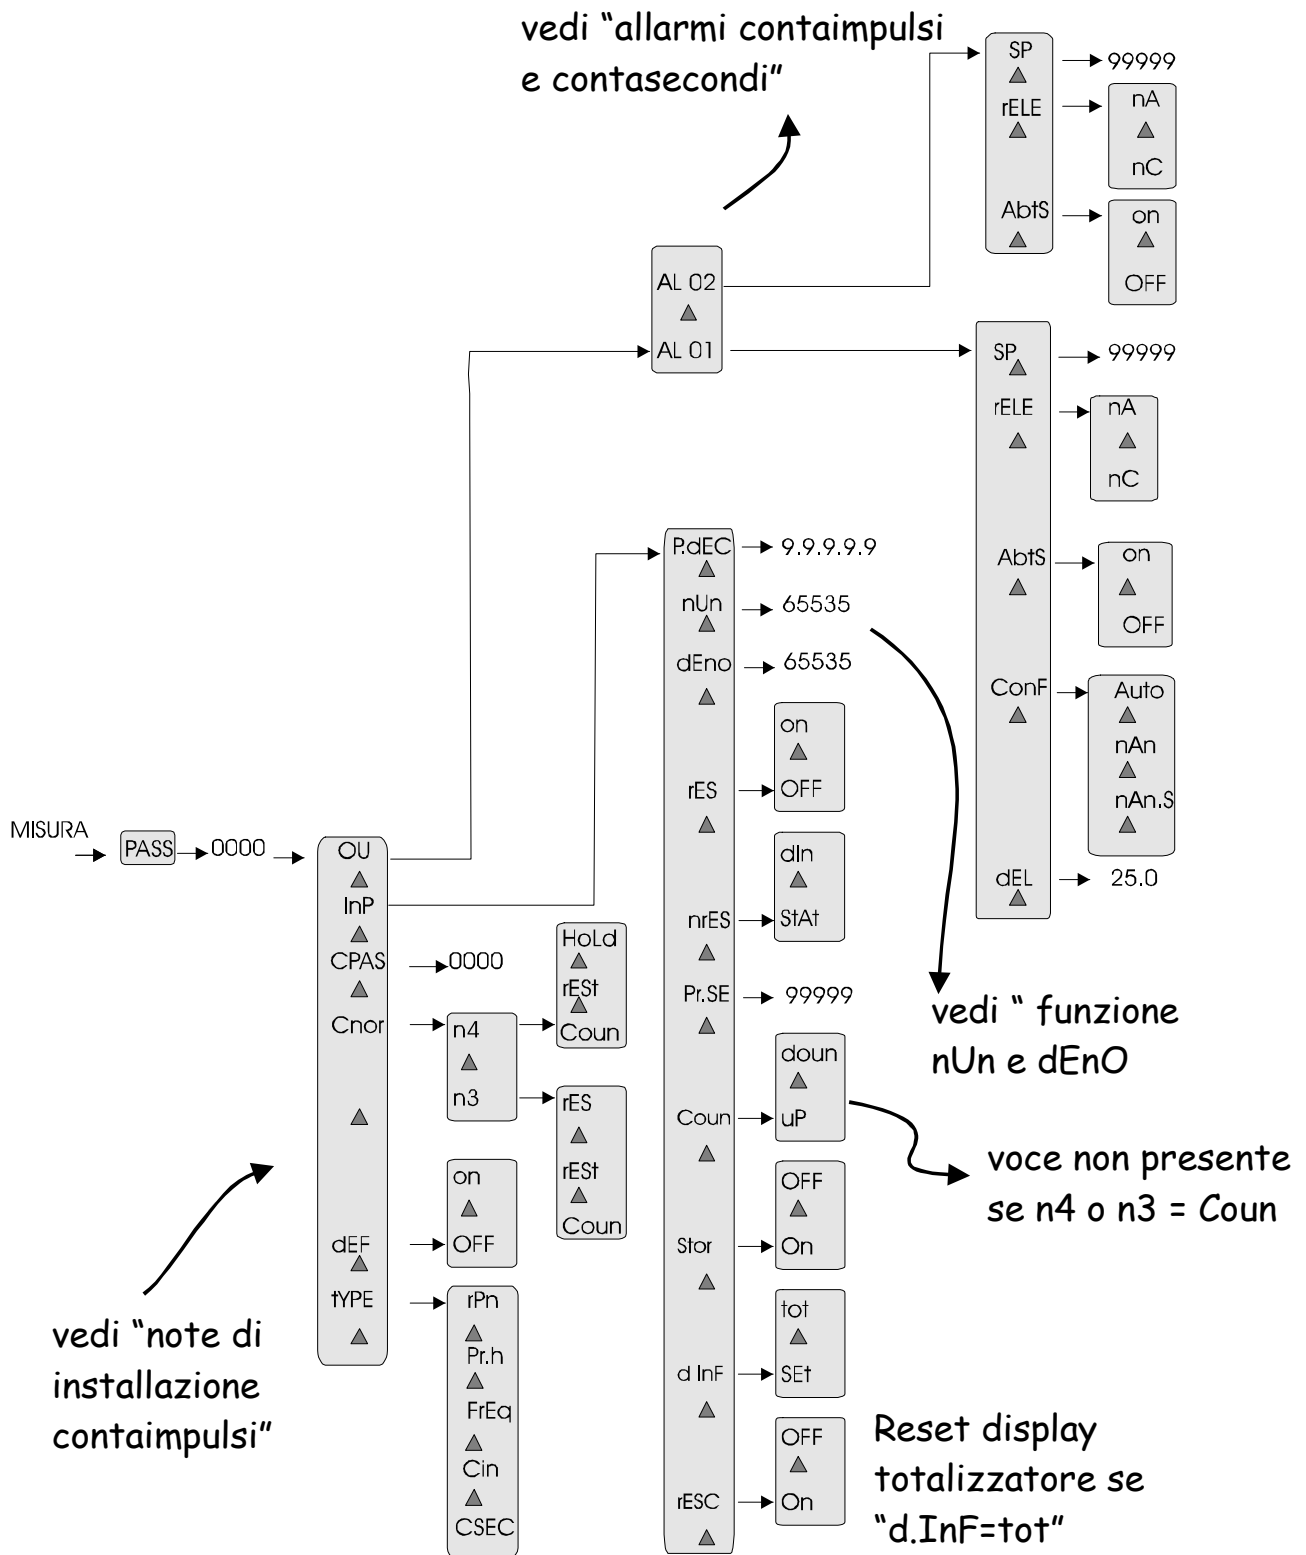 vedi “allarmi contaimpulsi
e contasecondi”
SP
99999
rELE
nA
nC
AbtS
on
OFF
AL 02
AL 01
SP
99999
rELE
nA
nC
AbtS
on
OFF
ConF
Auto
nAn
nAn.S
dEL
25.0
P.dEC
9.9.9.9.9
nUn
65535
dEno
65535
rES
on
OFF
nrES
dIn
StAt
Pr.SE
99999
Coun
doun
uP
Stor
OFF
On
d InF
tot
SEt
rESC
OFF
On
vedi “ funzione
nUn e dEnO
voce non presente
se n4 o n3 = Coun
Reset display
totalizzatore se
“d.InF=tot”
MISURA
PASS
0000
OU
InP
CPAS
0000
Cnor
n4
n3
HoLd
rESt
Coun
rES
rESt
Coun
dEF
on
OFF
tYPE
rPn
Pr.h
FrEq
Cin
CSEC
vedi “note di
installazione
contaimpulsi”